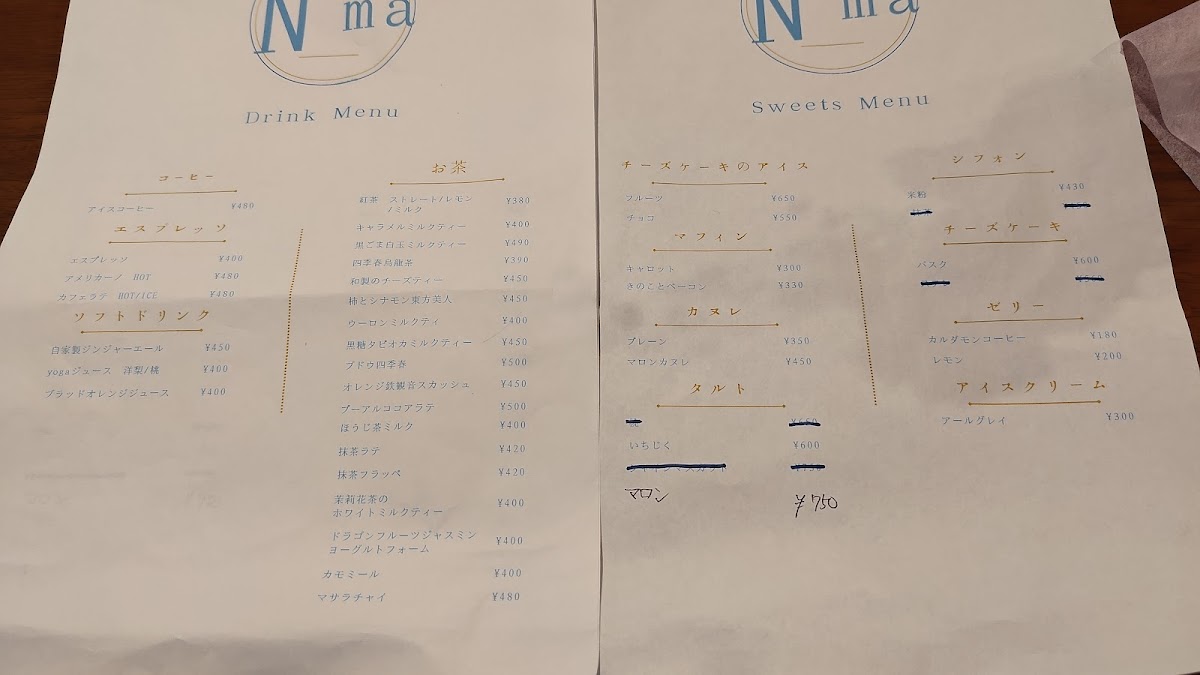 N ma
Drink Menu
コーヒー
アイスコーヒー ¥480
エスプレッソ
エスプレッソ ¥400
アメリカーノ HOT ¥480
カフェラテ HOT/ICE ¥480
ソフトドリンク
自家製ジンジャーエール ¥450
yogaジュース 洋梨/桃 ¥400
ブラッドオレンジジュース ¥400
お茶
紅茶 ストレート/レモン ¥380
/ミルク
キャラメルミルクティー ¥400
黒ごま白玉ミルクティー ¥490
四季春烏龍茶 ¥390
和製のチーズティー ¥450
柿とシナモン東方美人 ¥450
ウーロンミルクティ ¥400
黒糖タピオカミルクティー ¥450
ブドウ四季春 ¥500
オレンジ鉄観音スカッシュ ¥450
プーアルココアラテ ¥500
ほうじ茶ミルク ¥400
抹茶ラテ ¥420
抹茶フラッペ ¥420
茉莉花茶の
ホワイトミルクティー ¥400
ドラゴンフルーツジャスミン
ヨーグルトフォーム ¥400
カモミール ¥400
マサラチャイ ¥480
N ma
Sweets Menu
チーズケーキのアイス
フルーツ ¥650
チョコ ¥550
マフィン
キャロット ¥300
きのことベーコン ¥330
カヌレ
プレーン ¥350
マロンカヌレ ¥450
タルト
いちじく ¥600
マロン ¥750
シフォン
米粉 ¥430
チーズケーキ
バスク ¥600
ゼリー
カルダモンコーヒー ¥180
レモン ¥200
アイスクリーム
アールグレイ ¥300